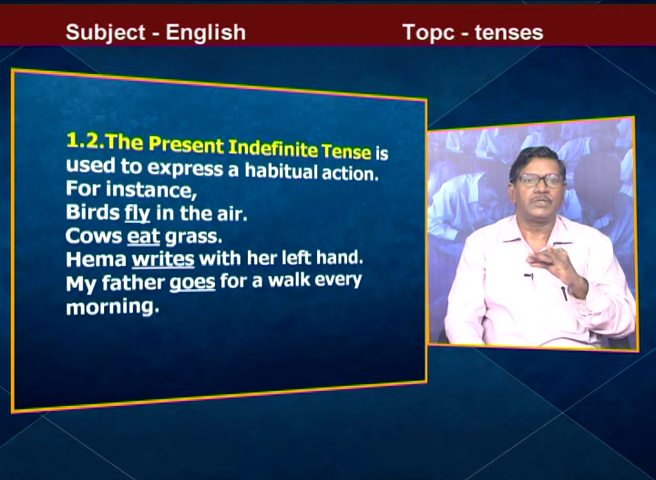 Subject - English
Topc - tenses
1.2.The Present Indefinite Tense is
used to express a habitual action.
For instance,
Birds fly in the air.
Cows eat grass.
Hema writes with her left hand.
My father goes for a walk every
morning.